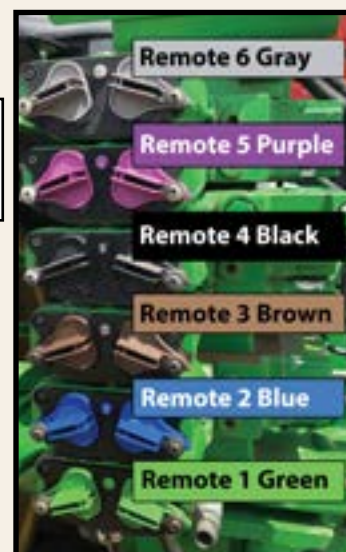 Remote 6 Gray
Remote 5 Purple
Remote 4 Black
Remote 3 Brown
Remote 2 Blue
Remote 1 Green